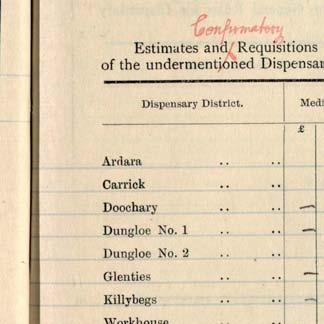 Confirmatory
Estimates and Requisitions
of the undermentioned Dispensar
Dispensary District.
Medi
£
Ardara .. ..
Carrick .. ..
Doochary .. .. —
Dungloe No. 1 .. .. —
Dungloe No. 2 .. ..
Glenties .. .. —
Killybegs .. .. —
Workhouse .. ..